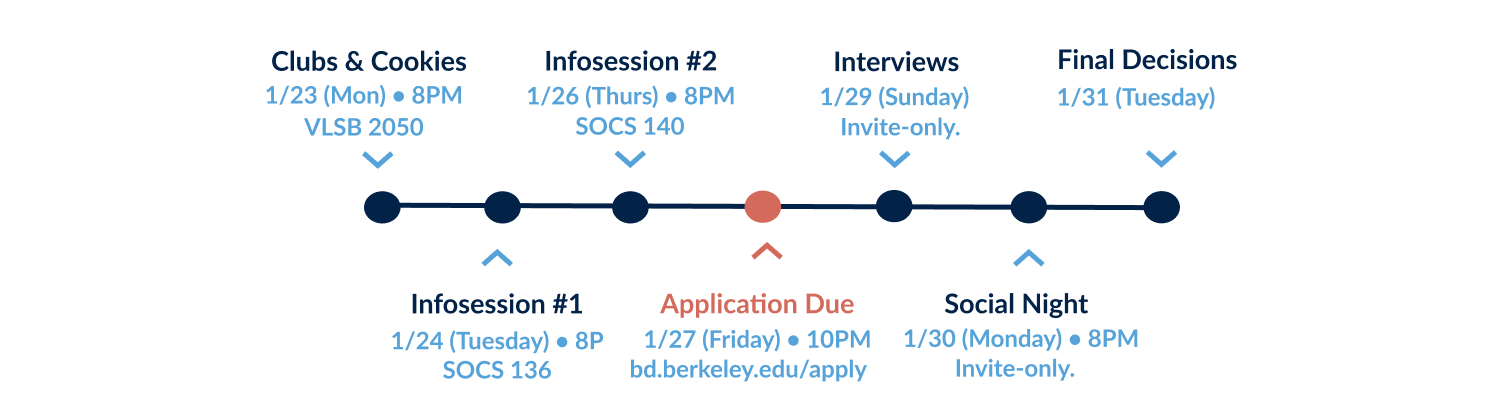 Clubs & Cookies
1/23 (Mon) • 8PM
VLSB 2050
Infosession #1
1/24 (Tuesday) • 8P
SOCS 136
Infosession #2
1/26 (Thurs) • 8PM
SOCS 140
Application Due
1/27 (Friday) • 10PM
bd.berkeley.edu/apply
Interviews
1/29 (Sunday)
Invite-only.
Social Night
1/30 (Monday) • 8PM
Invite-only.
Final Decisions
1/31 (Tuesday)